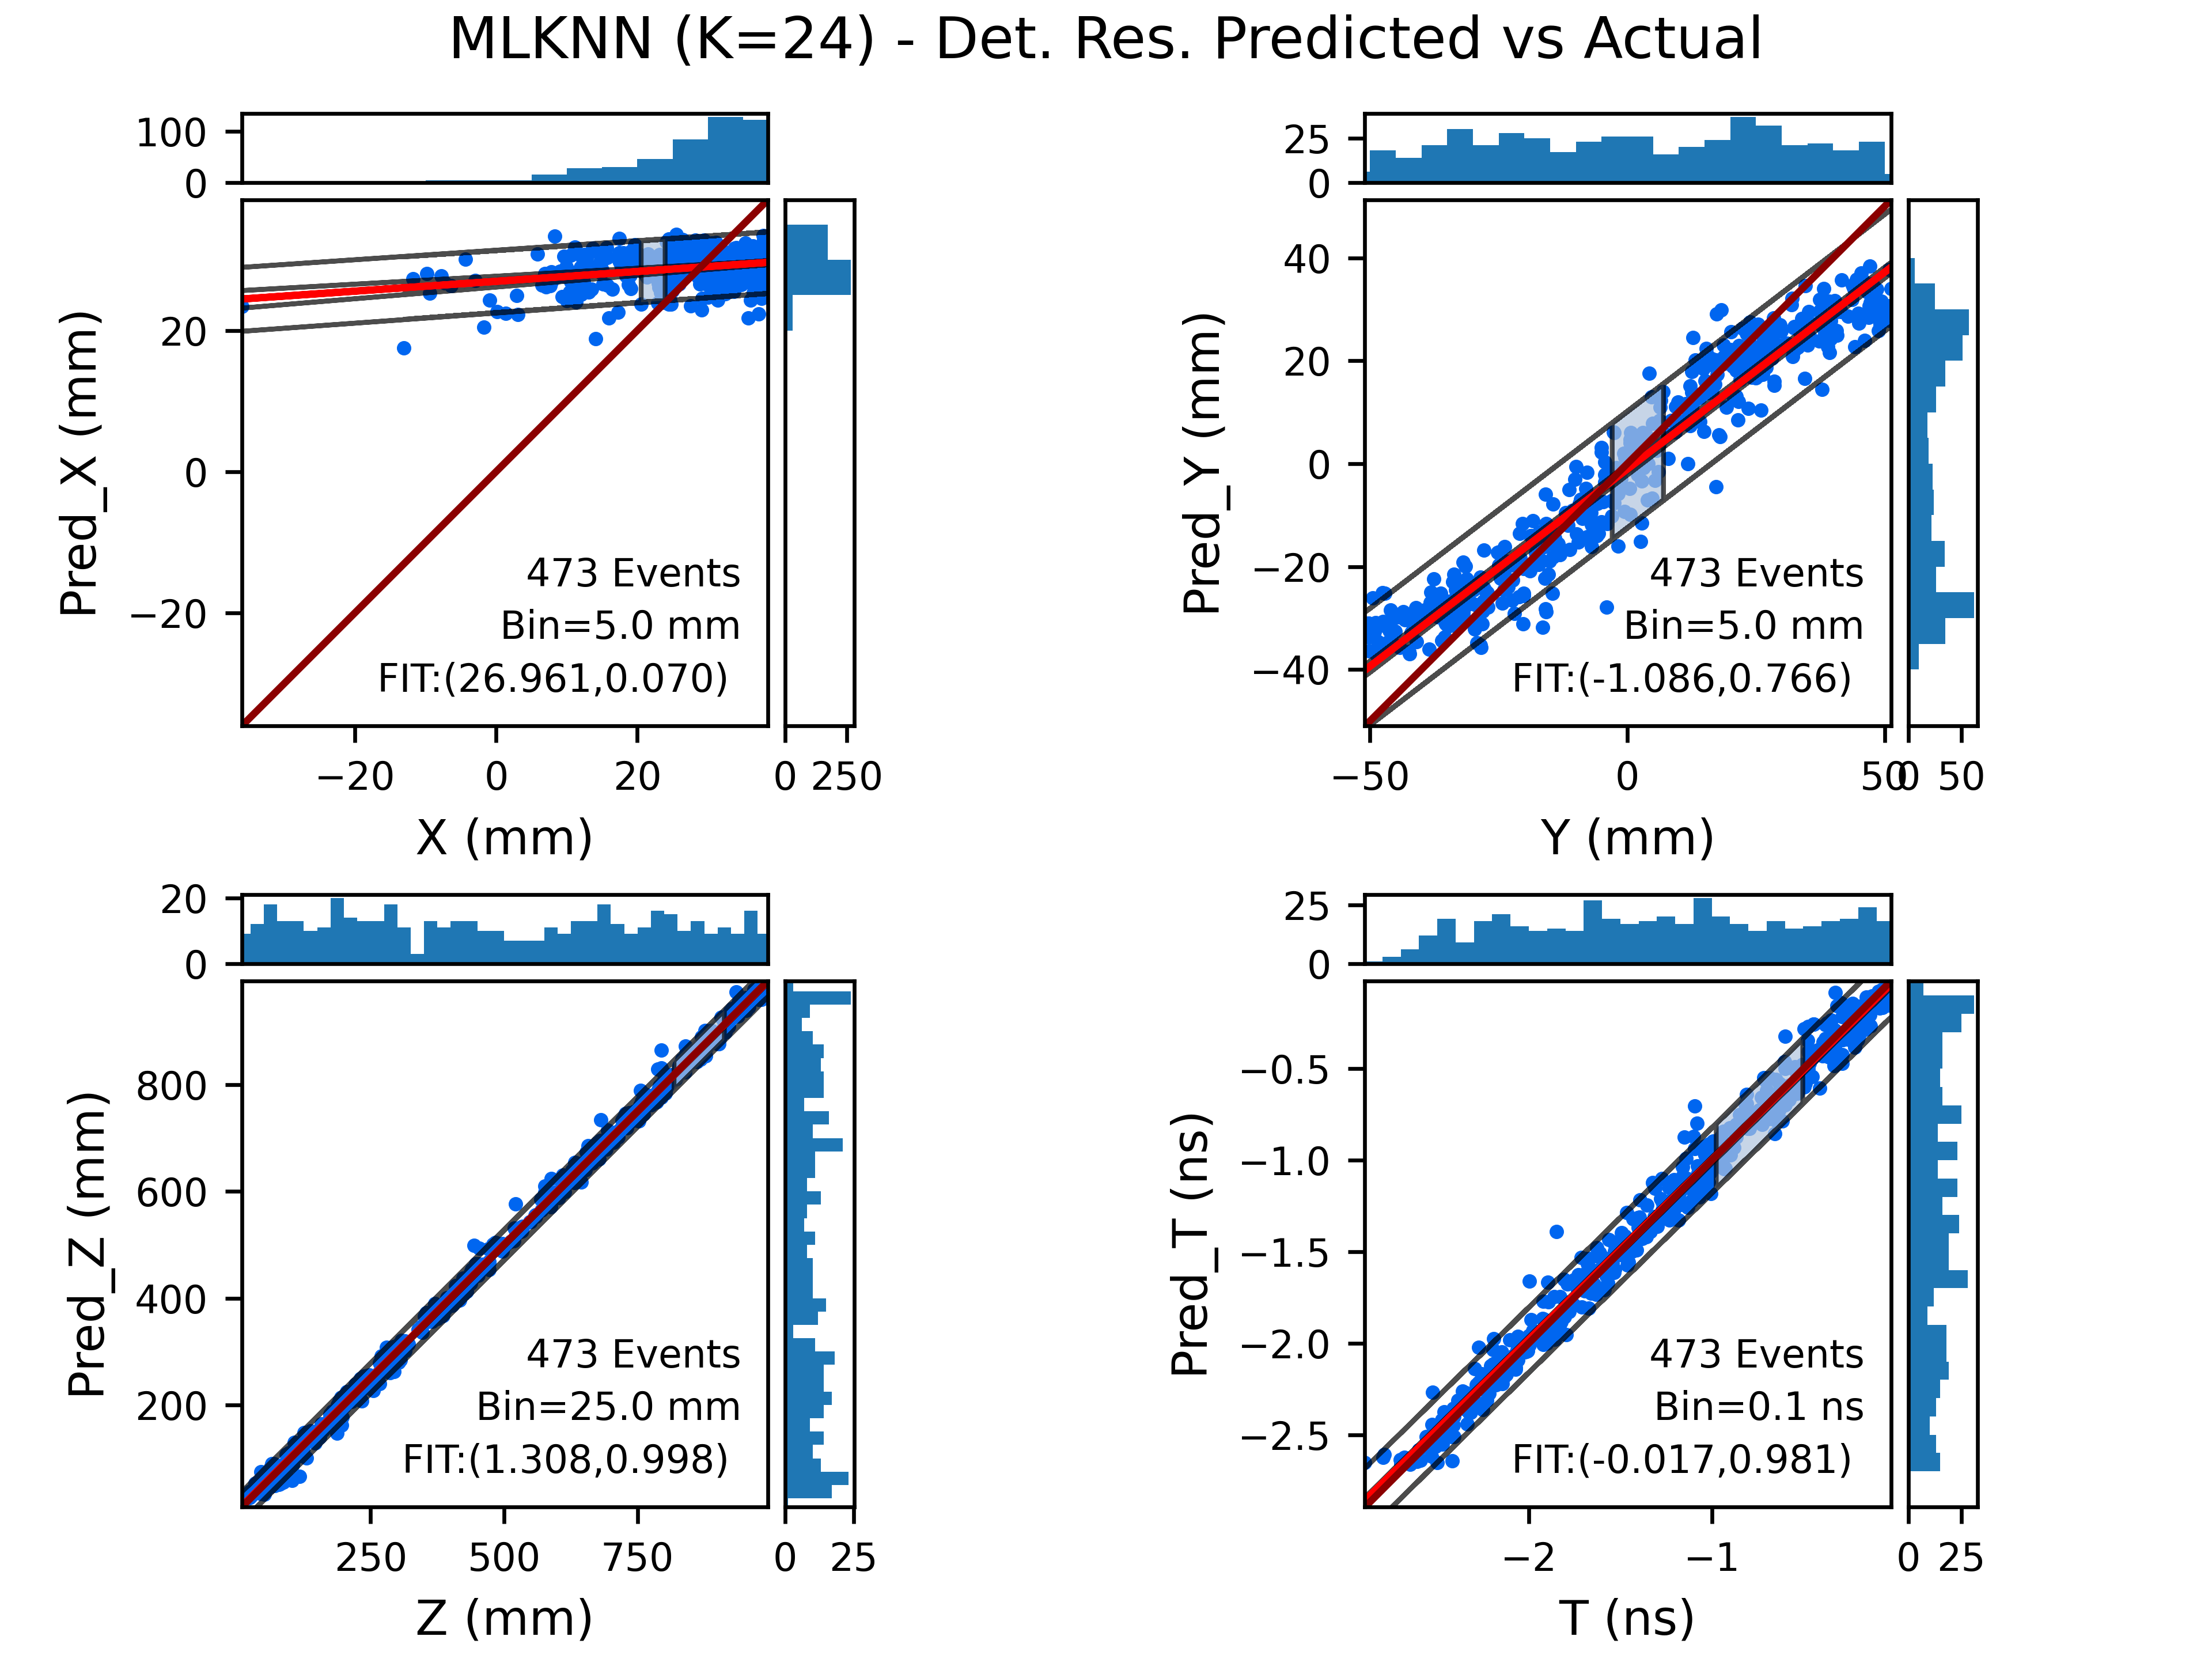 MLKNN (K=24) - Det. Res. Predicted vs Actual
100
0
20
0
−20
Pred_X (mm)
473 Events
Bin=5.0 mm
FIT:(26.961,0.070)
−20 0 20 0 250
X (mm)
25
0
40
20
0
−20
−40
Pred_Y (mm)
473 Events
Bin=5.0 mm
FIT:(-1.086,0.766)
−50 0 50 0 50
Y (mm)
20
0
800
600
400
200
Pred_Z (mm)
473 Events
Bin=25.0 mm
FIT:(1.308,0.998)
250 500 750 0 25
Z (mm)
25
0
−0.5
−1.0
−1.5
−2.0
−2.5
Pred_T (ns)
473 Events
Bin=0.1 ns
FIT:(-0.017,0.981)
−2 −1 0 25
T (ns)